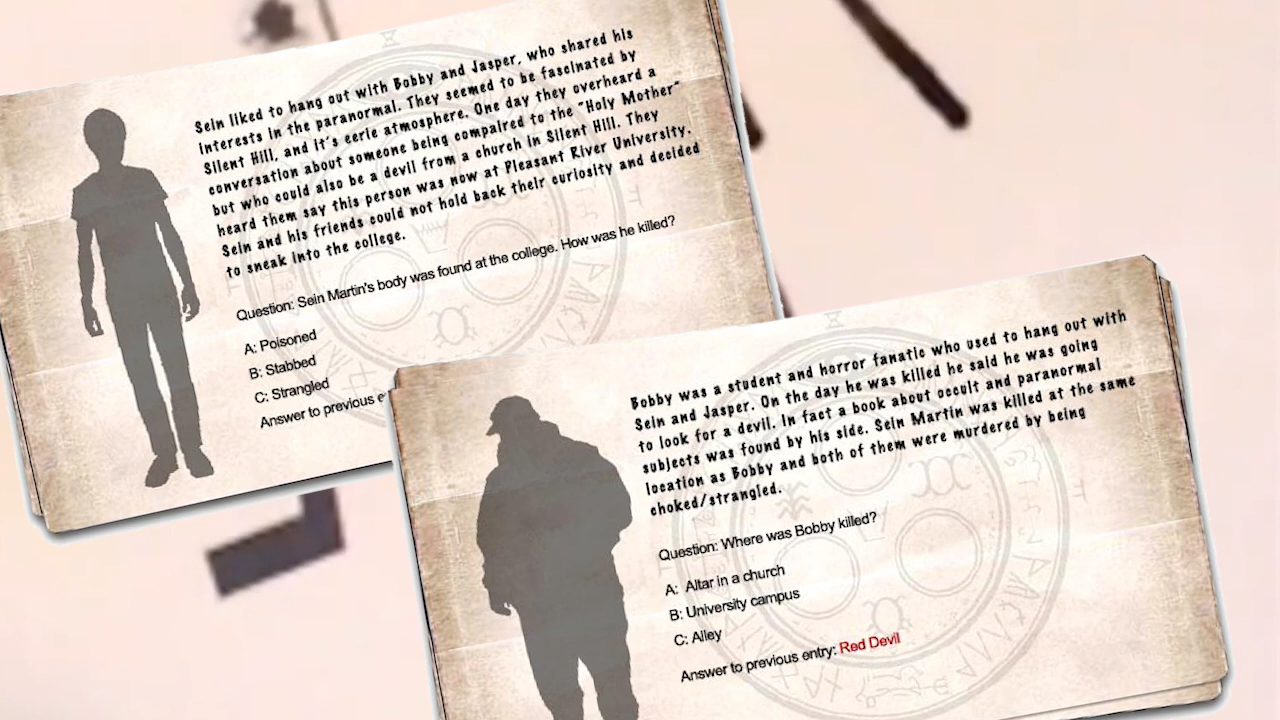 Sein liked to hang out with Bobby and Jasper, who shared his
interests in the paranormal. They seemed to be fascinated by
Silent Hill, and it's eerie atmosphere. One day they overheard a
conversation about someone being compaired to the "Holy Mother"
but who could also be a devil from a church in Silent Hill. They
heard them say this person was now at Pleasant River University.
Sein and his friends could not hold back their curiosity and decided
to sneak into the college.
Question: Sein Martin's body was found at the college. How was he killed?
A: Poisoned
B: Stabbed
C: Strangled
Answer to previous
Bobby was a student and horror fanatic who used to hang out with
Sein and Jasper. On the day he was killed he said he was going
to look for a devil. In fact a book about occult and paranormal
subjects was found by his side. Sein Martin was killed at the same
location as Bobby and both of them were murdered by being
choked/strangled.
Question: Where was Bobby killed?
A: Altar in a church
B: University campus
C: Alley
Answer to previous entry: Red Devil